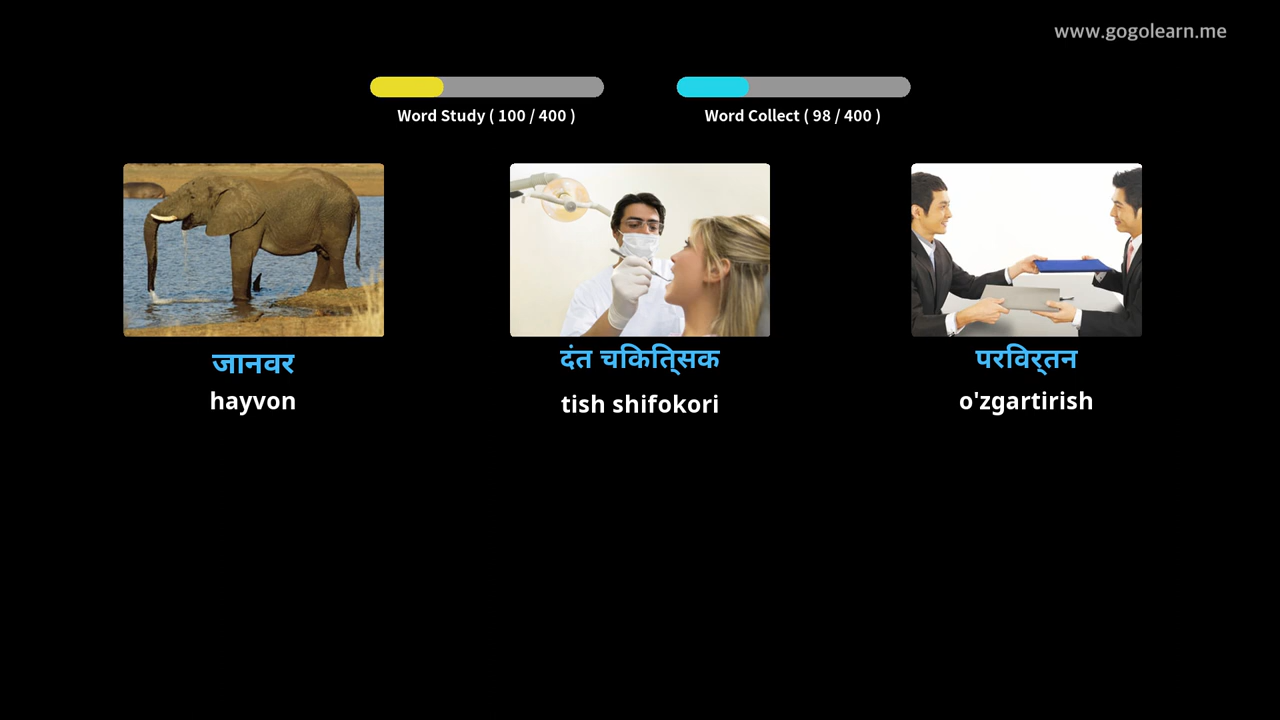 www.gogolearn.me
Word Study ( 100 / 400 )
Word Collect ( 98 / 400 )
जानवर
hayvon
दंत चिकित्सक
tish shifokori
परिवर्तन
o'zgartirish